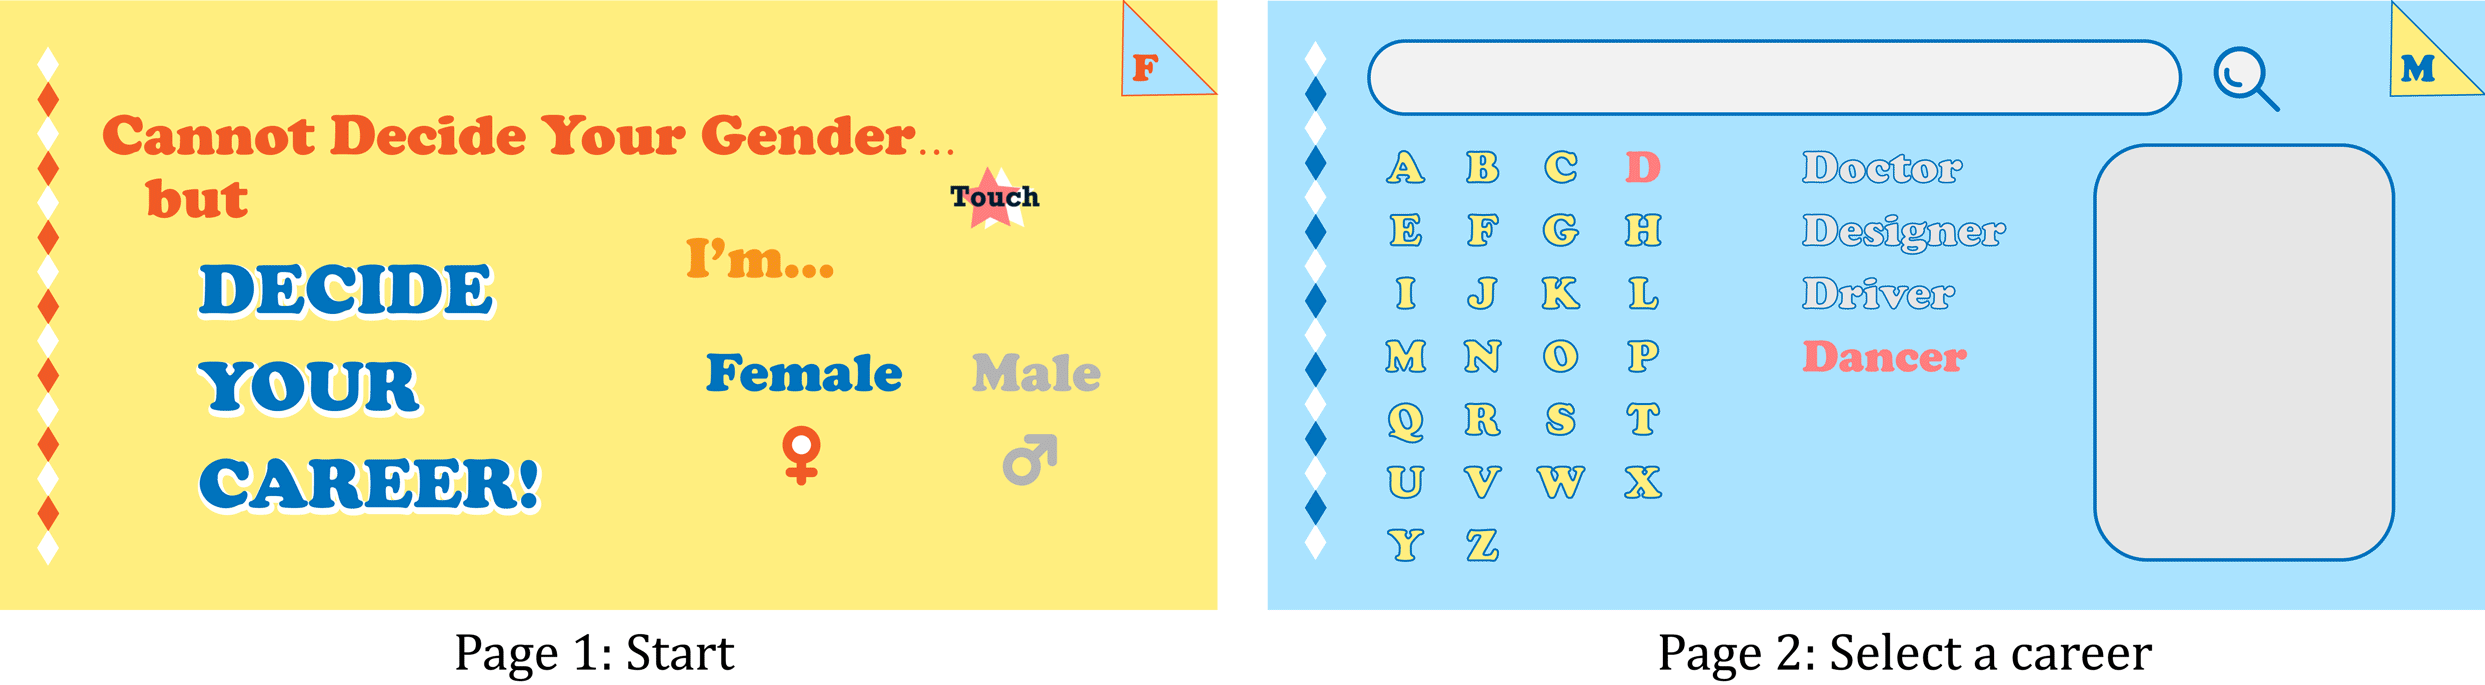 F
Cannot Decide Your Gender...
but
Touch
I'm...
DECIDE
YOUR
CAREER!
Female Male
Page 1: Start
M
A B C D
E F G H
I J K L
M N O P
Q R S T
U V W X
Y Z
Doctor
Designer
Driver
Dancer
Page 2: Select a career